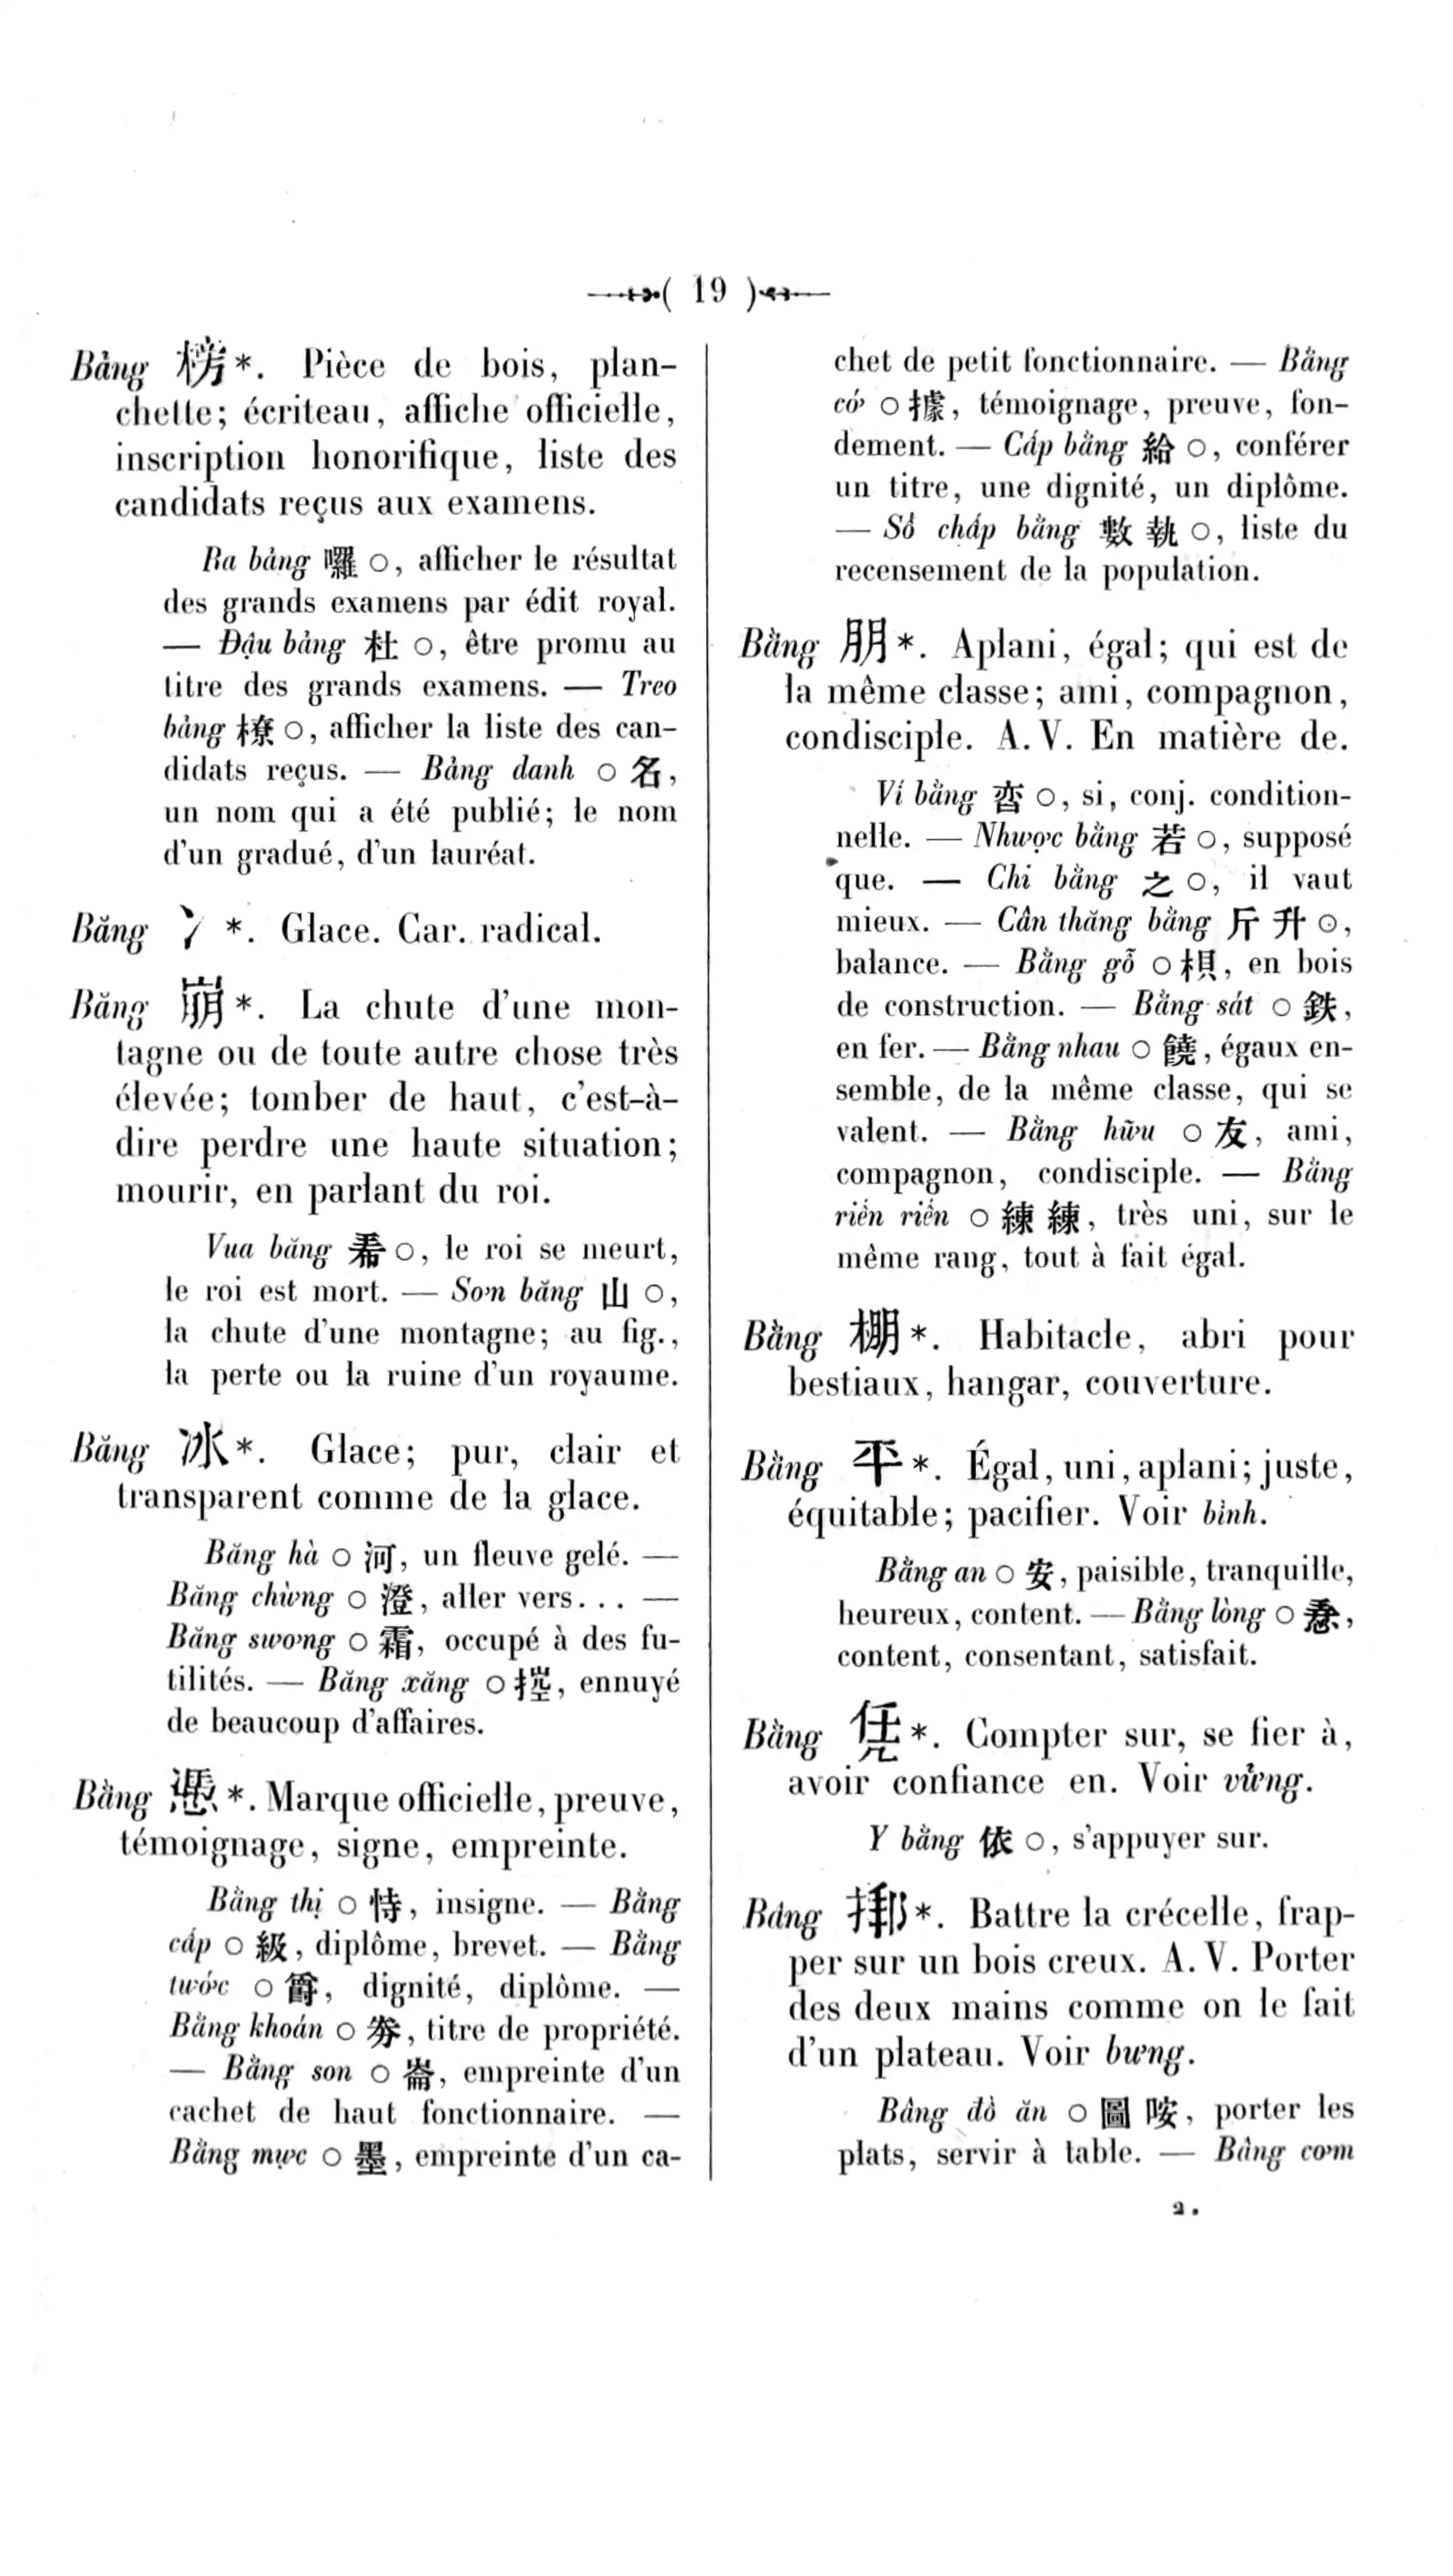 ( 19 )
Bảng 榜*. Pièce de bois, plan-
chette; écriteau, affiche officielle,
inscription honorifique, liste des
candidats reçus aux examens.
Ra bảng 囉 ○, afficher le résultat
des grands examens par édit royal.
— Đậu bảng 杜 ○, être promu au
titre des grands examens. — Treo
bảng 橑 ○, afficher la liste des can-
didats reçus. — Bảng danh ○ 名,
un nom qui a été publié; le nom
d'un gradué, d'un lauréat.
Băng 冫*. Glace. Car. radical.
Băng 崩*. La chute d'une mon-
tagne ou de toute autre chose très
élevée; tomber de haut, c'est-à-
dire perdre une haute situation;
mourir, en parlant du roi.
Vua băng ○, le roi se meurt,
le roi est mort. — Sơn băng 山 ○,
la chute d'une montagne; au fig.,
la perte ou la ruine d'un royaume.
Băng 冰*. Glace; pur, clair et
transparent comme de la glace.
Băng hà ○ 河, un fleuve gelé. —
Băng chừng ○ 澄, aller vers... —
Băng sương ○ 霜, occupé à des fu-
tilités. — Băng xăng ○, ennuyé
de beaucoup d'affaires.
Bằng 憑*. Marque officielle, preuve,
témoignage, signe, empreinte.
Bằng thị ○ 恃, insigne. — Bằng
cấp ○ 級, diplôme, brevet. — Bằng
tước ○ 爵, dignité, diplôme. —
Bằng khoán ○ 券, titre de propriété.
— Bằng son ○ 崙, empreinte d'un
cachet de haut fonctionnaire. —
Bằng mực ○ 墨, empreinte d'un ca-
chet de petit fonctionnaire. — Bằng
cớ ○ 據, témoignage, preuve, fon-
dement. — Cấp bằng 給 ○, conférer
un titre, une dignité, un diplôme.
— Sổ chấp bằng 數 執 ○, liste du
recensement de la population.
Bằng 朋*. Aplani, égal; qui est de
la même classe; ami, compagnon,
condisciple. A. V. En matière de.
Ví bằng ○, si, conj. condition-
nelle. — Nhược bằng 若 ○, supposé
que. — Chi bằng 之 ○, il vaut
mieux. — Cân thăng bằng 斤 升 ○,
balance. — Bằng gỗ ○ 椇, en bois
de construction. — Bằng sát ○ 鉄,
en fer. — Bằng nhau ○ 饒, égaux en-
semble, de la même classe, qui se
valent. — Bằng hữu ○ 友, ami,
compagnon, condisciple. — Bằng
riền riền ○ 練 練, très uni, sur le
même rang, tout à fait égal.
Bằng 棚*. Habitacle, abri pour
bestiaux, hangar, couverture.
Bằng 平*. Égal, uni, aplani; juste,
équitable; pacifier. Voir bình.
Bằng an ○ 安, paisible, tranquille,
heureux, content. — Bằng lòng ○,
content, consentant, satisfait.
Bằng 凭*. Compter sur, se fier à,
avoir confiance en. Voir vững.
Y bằng 依 ○, s'appuyer sur.
Bâng *. Battre la crécelle, frap-
per sur un bois creux. A. V. Porter
des deux mains comme on le fait
d'un plateau. Voir bưng.
Bâng đồ ăn ○ 圖 咹, porter les
plats, servir à table. — Bâng cơm
2.